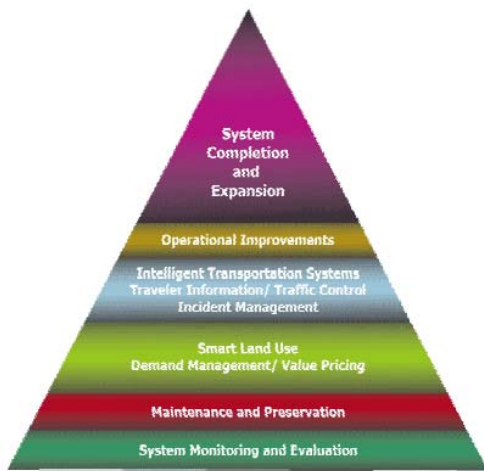 System
Completion
and
Expansion
Operational Improvements
Intelligent Transportation Systems
Traveler Information/ Traffic Control
Incident Management
Smart Land Use
Demand Management/ Value Pricing
Maintenance and Preservation
System Monitoring and Evaluation